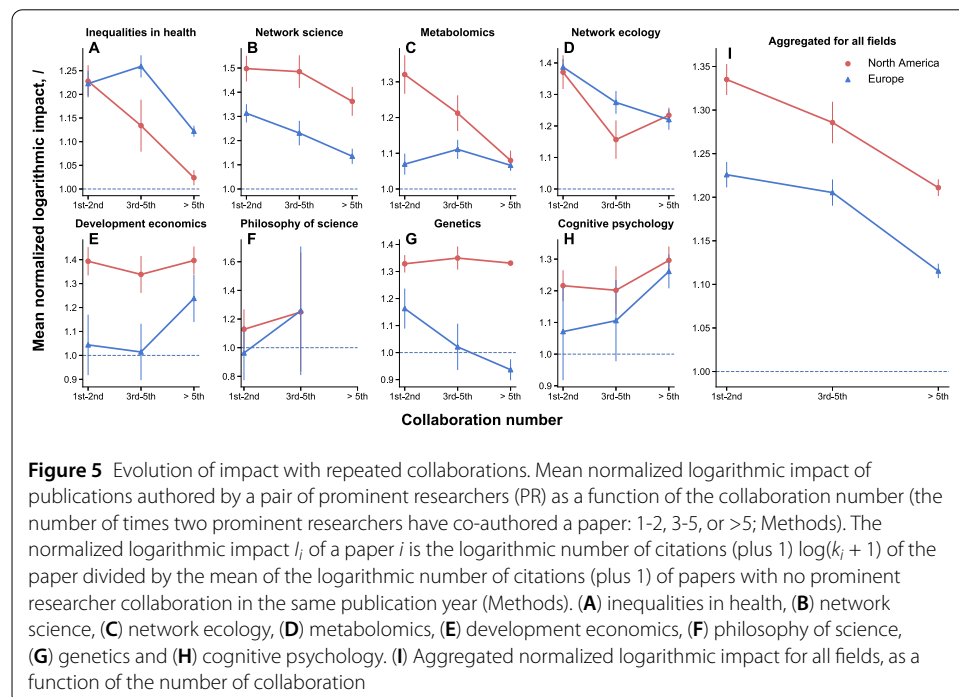 Inequalities in health
Network science
Metabolomics
Network ecology
Aggregated for all fields
A
B
C
D
I
North America
Europe
1.25
1.20
1.15
1.10
1.05
1.00
1st-2nd
3rd-5th
> 5th
1.5
1.4
1.3
1.2
1.1
1.0
1st-2nd
3rd-5th
> 5th
1.3
1.2
1.1
1.0
1st-2nd
3rd-5th
> 5th
1.4
1.3
1.2
1.1
1.0
1st-2nd
3rd-5th
> 5th
1.35
1.30
1.25
1.20
1.15
1.10
1.05
1.00
1st-2nd
3rd-5th
> 5th
Mean normalized logarithmic impact, I
Development economics
Philosophy of science
Genetics
Cognitive psychology
E
F
G
H
1.4
1.3
1.2
1.1
1.0
0.9
1st-2nd
3rd-5th
> 5th
1.6
1.4
1.2
1.0
0.8
1st-2nd
3rd-5th
> 5th
1.4
1.3
1.2
1.1
1.0
0.9
1st-2nd
3rd-5th
> 5th
1.3
1.2
1.1
1.0
0.9
1st-2nd
3rd-5th
> 5th
Collaboration number
Figure 5 Evolution of impact with repeated collaborations. Mean normalized logarithmic impact of
publications authored by a pair of prominent researchers (PR) as a function of the collaboration number (the
number of times two prominent researchers have co-authored a paper: 1-2, 3-5, or >5; Methods). The
normalized logarithmic impact Ii of a paper i is the logarithmic number of citations (plus 1) log(ki + 1) of the
paper divided by the mean of the logarithmic number of citations (plus 1) of papers with no prominent
researcher collaboration in the same publication year (Methods). (A) inequalities in health, (B) network
science, (C) network ecology, (D) metabolomics, (E) development economics, (F) philosophy of science,
(G) genetics and (H) cognitive psychology. (I) Aggregated normalized logarithmic impact for all fields, as a
function of the number of collaboration